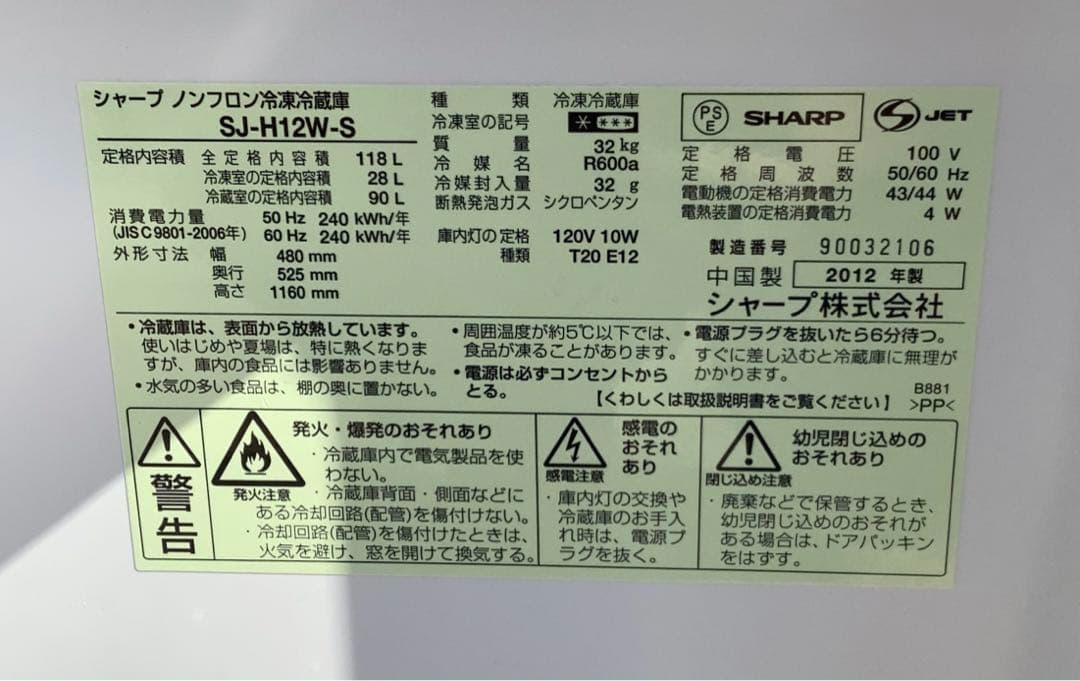 シャープ ノンフロン冷凍冷蔵庫
SJ-H12W-S
定格内容積 全定格内容積 118 L
冷凍室の定格内容積 28 L
冷蔵室の定格内容積 90 L
消費電力量 50 Hz 240 kWh/年
(JIS C 9801-2006年) 60 Hz 240 kWh/年
外形寸法 幅 480 mm
奥行 525 mm
高さ 1160 mm
種類 冷凍冷蔵庫
冷凍室の記号 * ***
質量 32 kg
冷媒名 R600a
冷媒封入量 32 g
断熱発泡ガス シクロペンタン
庫内灯の定格 120V 10W
種類 T20 E12
PSE SHARP S JET
定格電圧 100 V
定格周波数 50/60 Hz
電動機の定格消費電力 43/44 W
電熱装置の定格消費電力 4 W
製造番号 90032106
中国製 2012 年製
シャープ株式会社
・冷蔵庫は、表面から放熱しています。
使いはじめや夏場は、特に熱くなりま
すが、庫内の食品には影響ありません。
・水気の多い食品は、棚の奥に置かない。
・周囲温度が約5℃以下では、
食品が凍ることがあります。
・電源は必ずコンセントから
とる。
・電源プラグを抜いたら6分待つ。
すぐに差し込むと冷蔵庫に無理が
かかります。
【くわしくは取扱説明書をご覧ください】
B881
>PP<
警告
発火注意
発火・爆発のおそれあり
・冷蔵庫内で電気製品を使
わない。
・冷蔵庫背面・側面などに
ある冷却回路(配管)を傷付けない。
・冷却回路(配管)を傷付けたときは、
火気を避け、窓を開けて換気する。
感電注意
感電の
おそれ
あり
・庫内灯の交換や
冷蔵庫のお手入
れ時は、電源プ
ラグを抜く。
閉じ込め注意
幼児閉じ込めの
おそれあり
・廃棄などで保管するとき、
幼児閉じ込めのおそれが
ある場合は、ドアパッキン
をはずす。